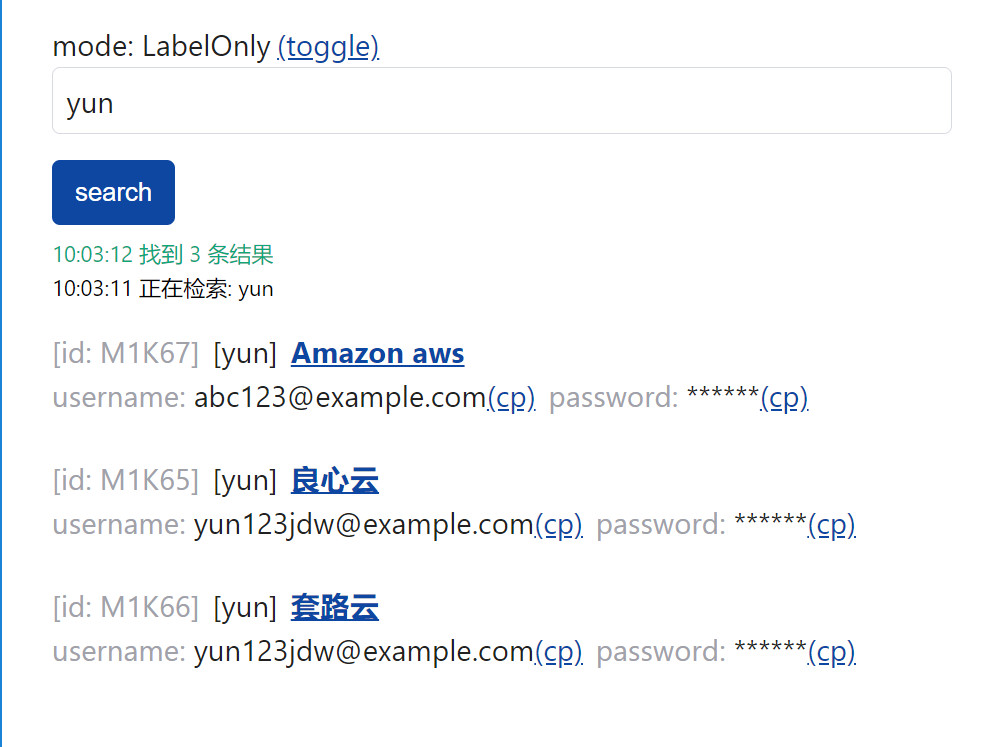 mode: LabelOnly (toggle)
yun
search
10:03:12 找到 3 条结果
10:03:11 正在检索: yun
[id: M1K67] [yun] Amazon aws
username: abc123@example.com(cp) password: ******(cp)
[id: M1K65] [yun] 良心云
username: yun123jdw@example.com(cp) password: ******(cp)
[id: M1K66] [yun] 套路云
username: yun123jdw@example.com(cp) password: ******(cp)